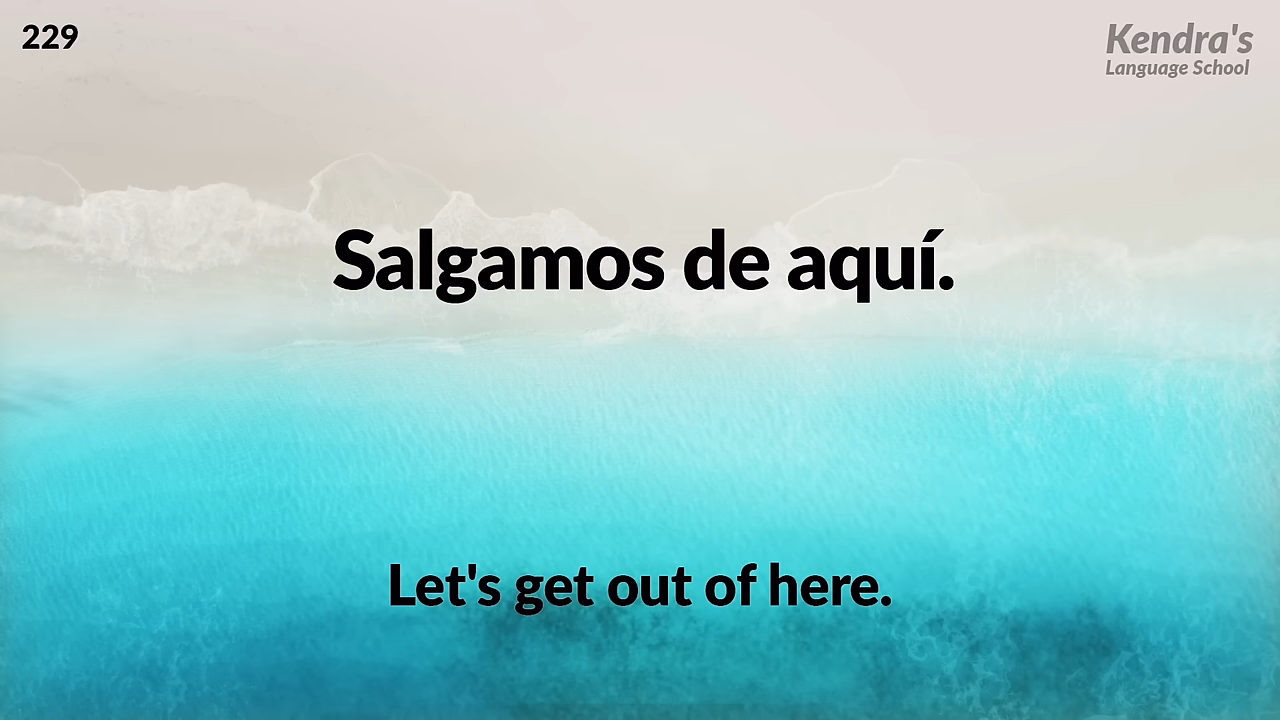 229
Kendra's
Language School
Salgamos de aquí.
Let's get out of here.